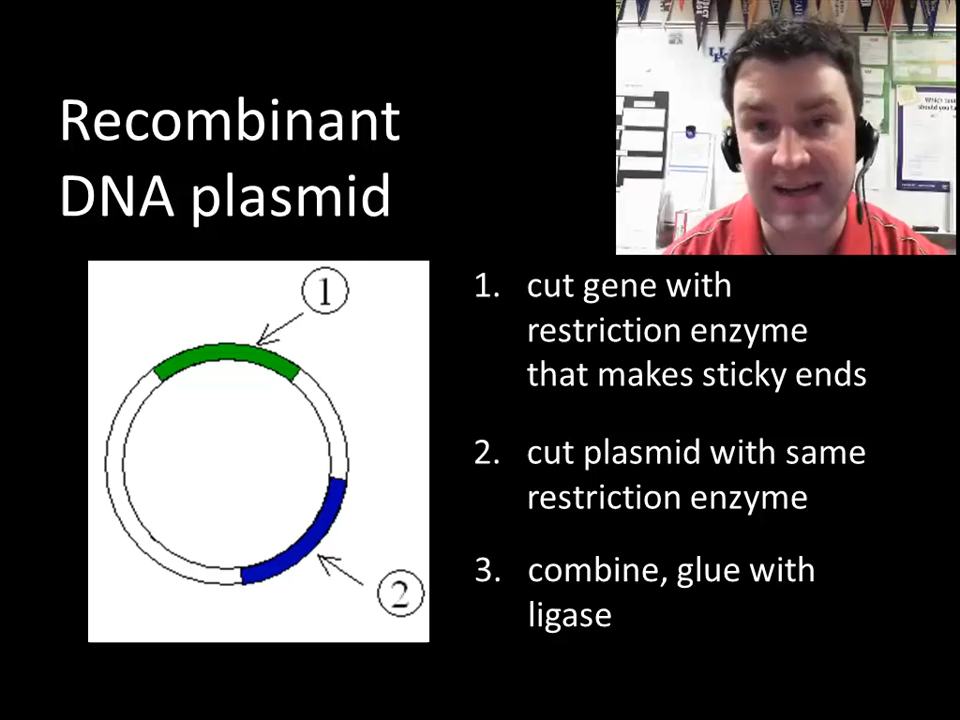 Recombinant
DNA plasmid
UK
1
2
1. cut gene with
restriction enzyme
that makes sticky ends
2. cut plasmid with same
restriction enzyme
3. combine, glue with
ligase